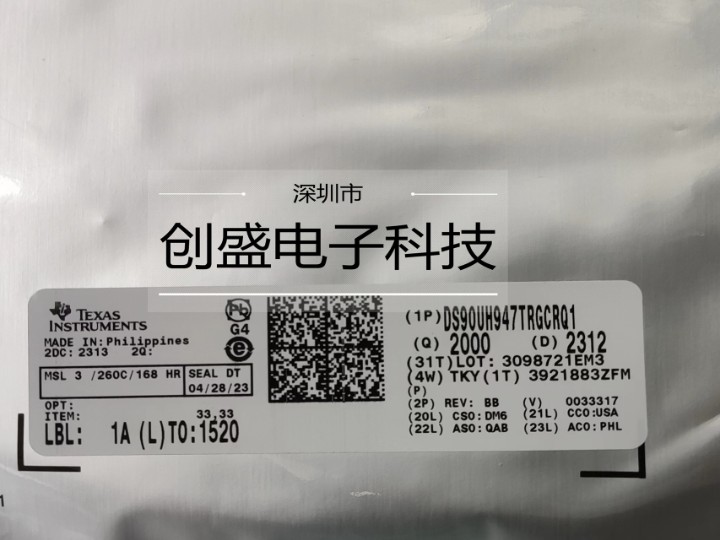 深圳市
创盛电子科技
TEXAS
INSTRUMENTS
MADE IN:Philippines
2DC: 2313 2Q:
Pb
G4
e
MSL 3 /260C/168 HR
SEAL DT
04/28/23
OPT:
ITEM: 33,33
LBL: 1A (L)TO:1520
(1P)DS90UH947TRGCRQ1
(Q) 2000 (D) 2312
(31T)LOT: 3098721EM3
(4W) TKY(1T) 3921883ZFM
(P)
(2P) REV: BB (V) 0033317
(20L) CSO:DM6 (21L) CCO:USA
(22L) ASO:QAB (23L) ACO:PHL
1